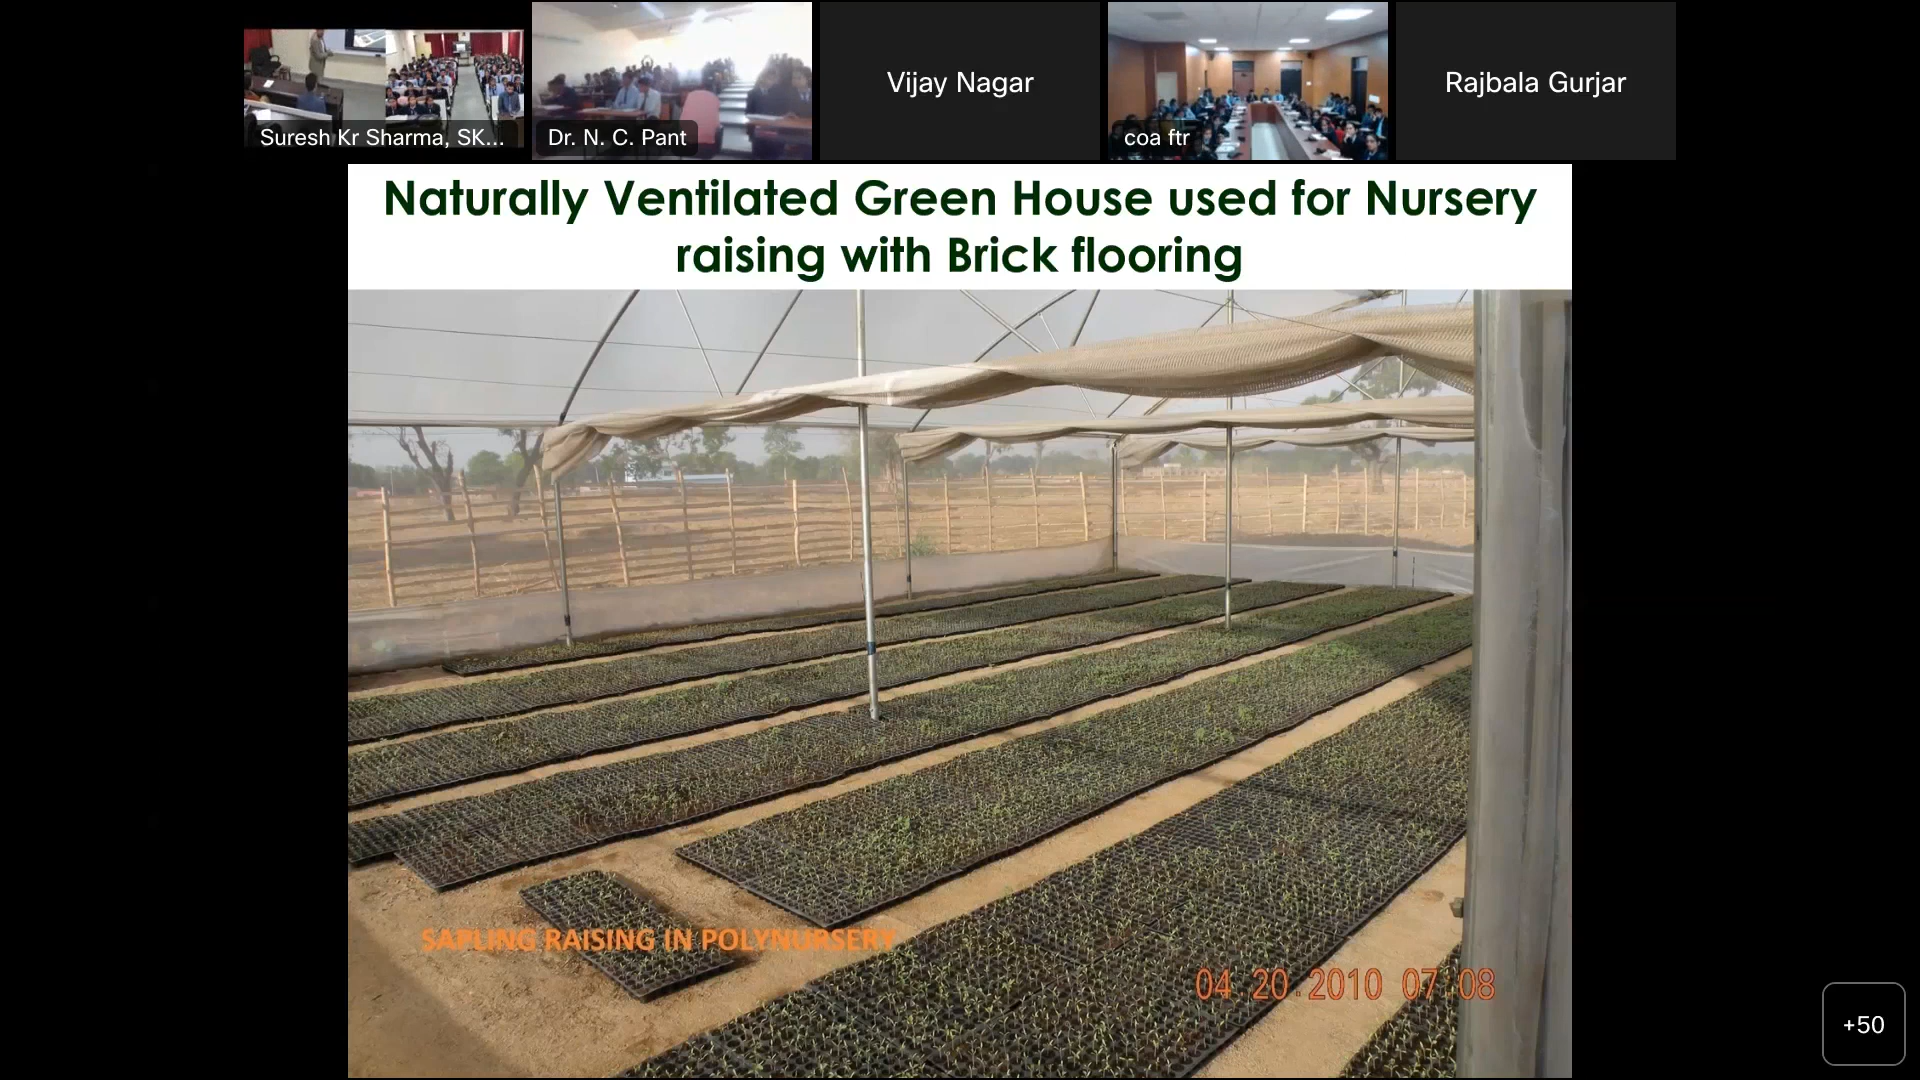 Suresh Kr Sharma, SK...
Dr. N. C. Pant
Vijay Nagar
coa ftr
Rajbala Gurjar
Naturally Ventilated Green House used for Nursery
raising with Brick flooring
SAPLING RAISING IN POLYNURSERY
04.20.2010 07:08
+50